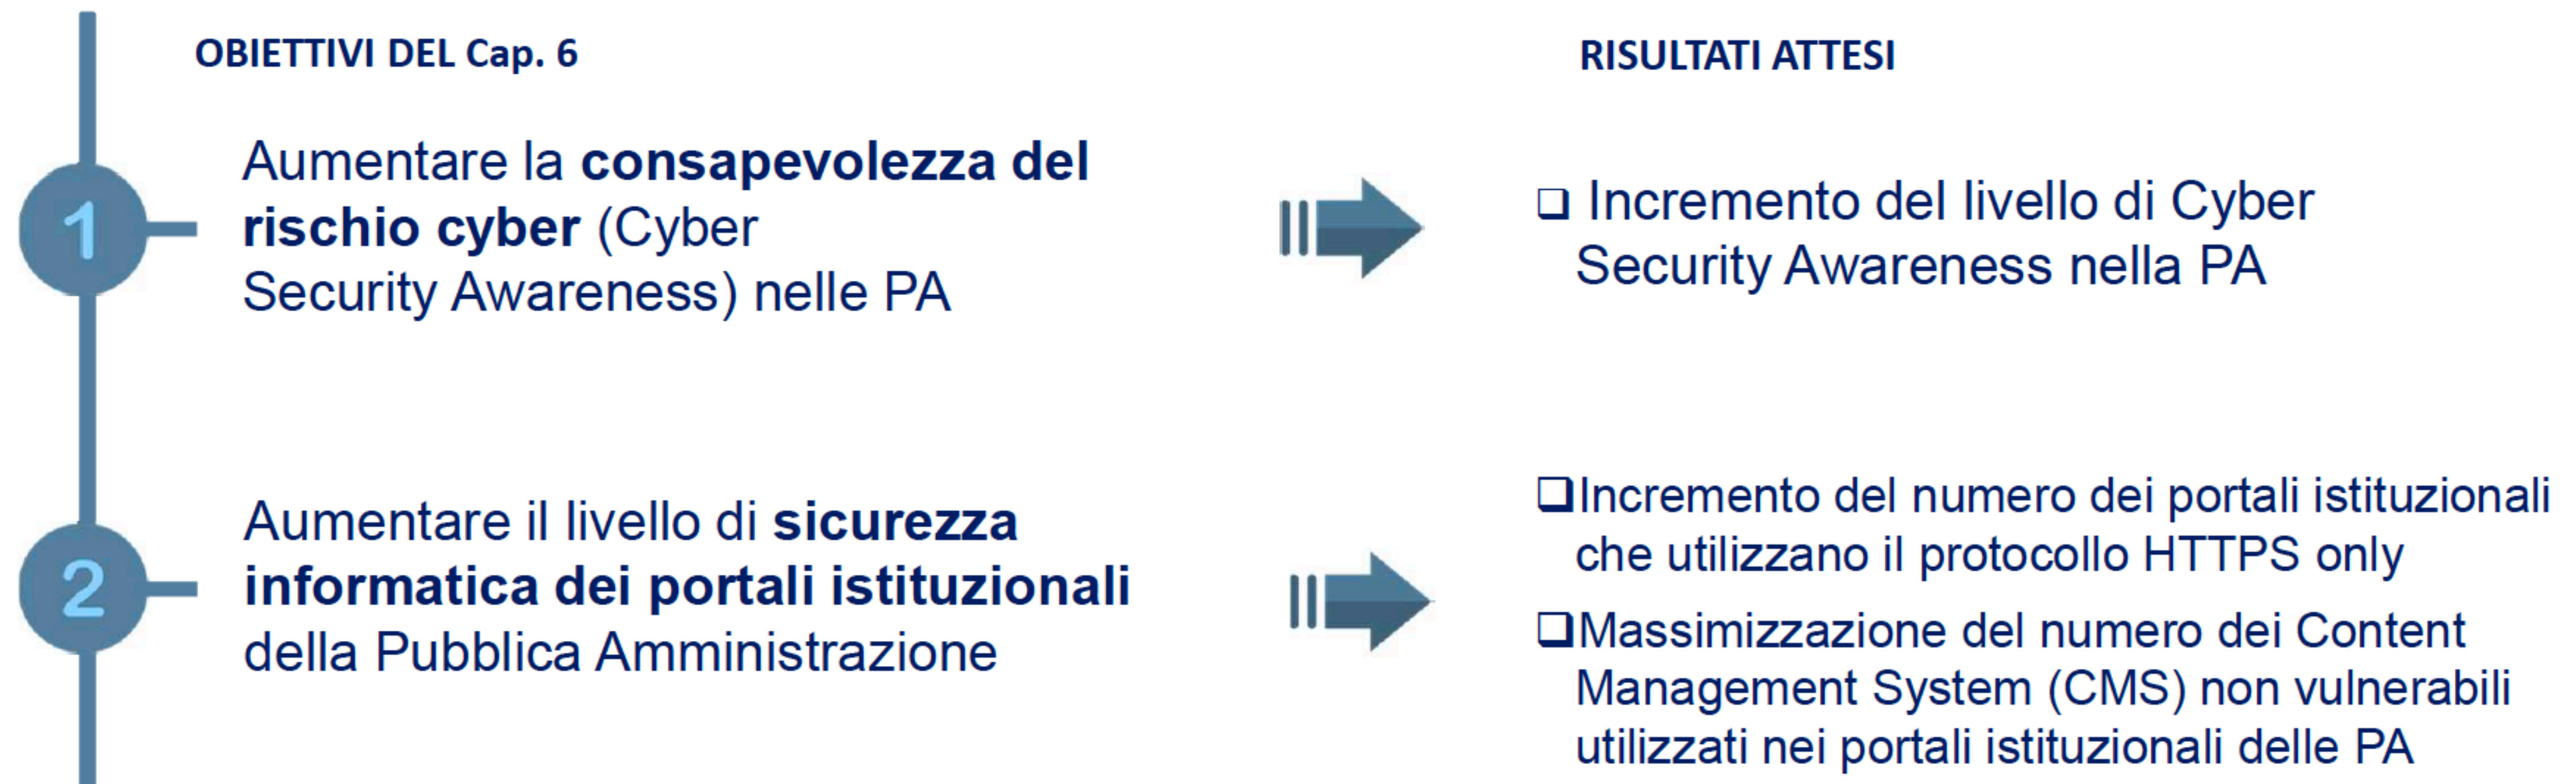 OBIETTIVI DEL Cap. 6
RISULTATI ATTESI
1
Aumentare la consapevolezza del
rischio cyber (Cyber
Security Awareness) nelle PA
❑ Incremento del livello di Cyber
Security Awareness nella PA
2
Aumentare il livello di sicurezza
informatica dei portali istituzionali
della Pubblica Amministrazione
❑Incremento del numero dei portali istituzionali
che utilizzano il protocollo HTTPS only
❑Massimizzazione del numero dei Content
Management System (CMS) non vulnerabili
utilizzati nei portali istituzionali delle PA